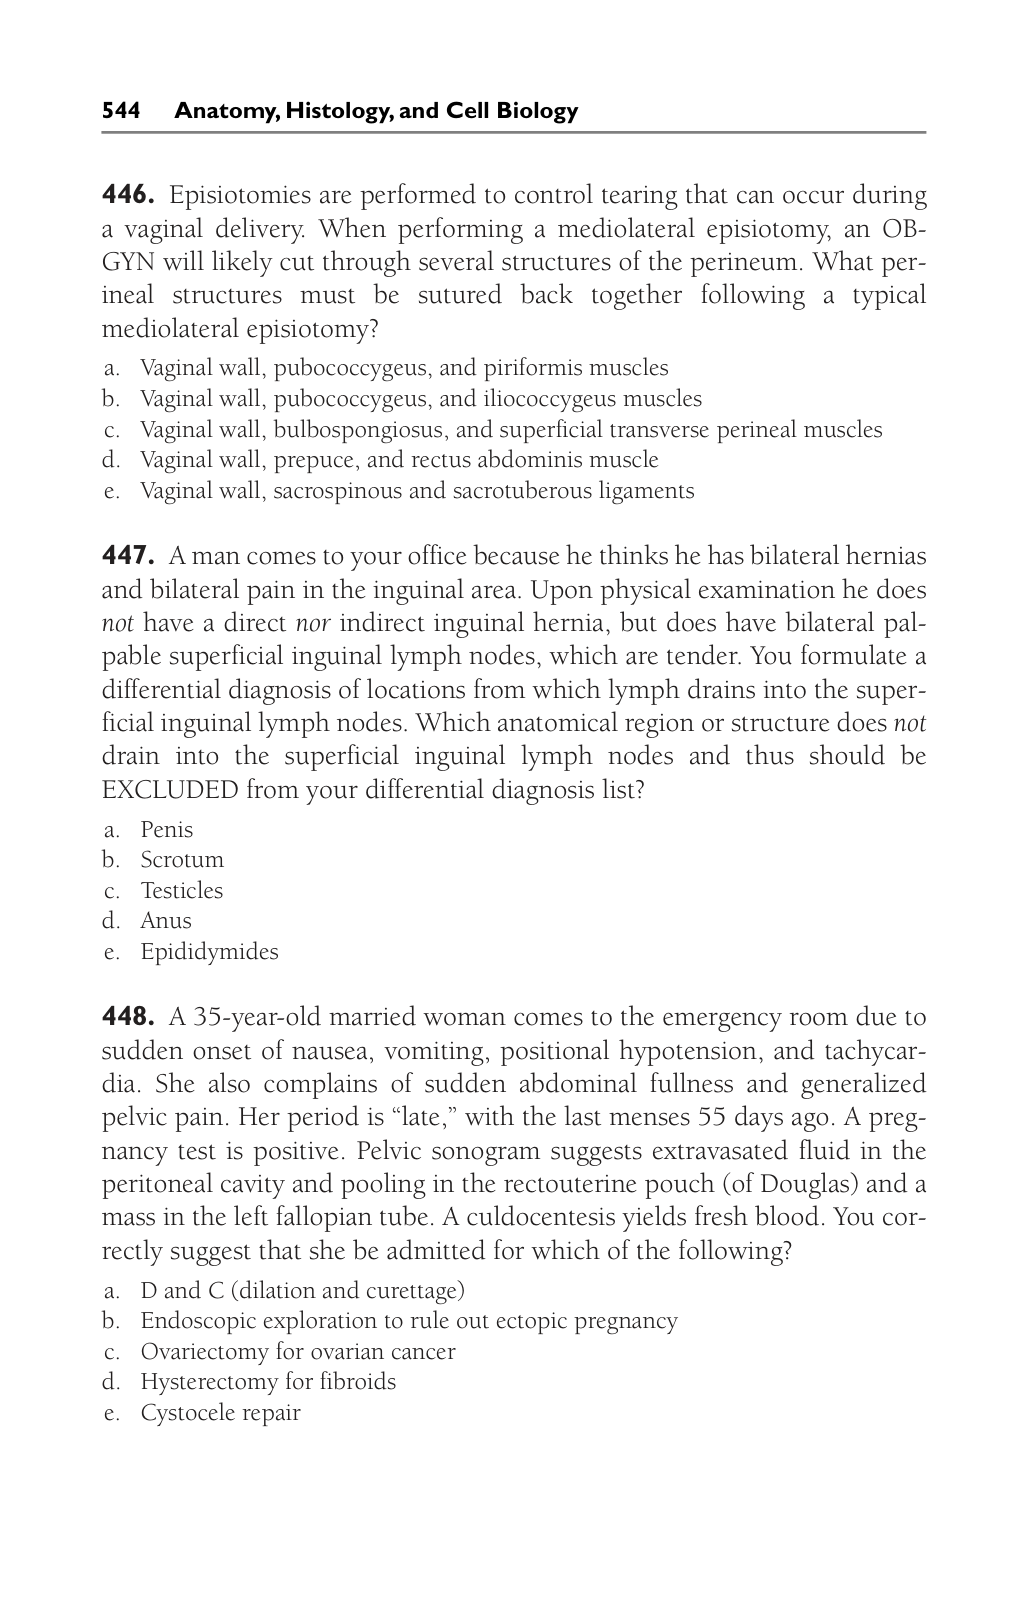 544 Anatomy, Histology, and Cell Biology
446. Episiotomies are performed to control tearing that can occur during
a vaginal delivery. When performing a mediolateral episiotomy, an OB-
GYN will likely cut through several structures of the perineum. What per-
ineal structures must be sutured back together following a typical
mediolateral episiotomy?
a. Vaginal wall, pubococcygeus, and piriformis muscles
b. Vaginal wall, pubococcygeus, and iliococcygeus muscles
c. Vaginal wall, bulbospongiosus, and superficial transverse perineal muscles
d. Vaginal wall, prepuce, and rectus abdominis muscle
e. Vaginal wall, sacrospinous and sacrotuberous ligaments
447. A man comes to your office because he thinks he has bilateral hernias
and bilateral pain in the inguinal area. Upon physical examination he does
not have a direct nor indirect inguinal hernia, but does have bilateral pal-
pable superficial inguinal lymph nodes, which are tender. You formulate a
differential diagnosis of locations from which lymph drains into the super-
ficial inguinal lymph nodes. Which anatomical region or structure does not
drain into the superficial inguinal lymph nodes and thus should be
EXCLUDED from your differential diagnosis list?
a. Penis
b. Scrotum
c. Testicles
d. Anus
e. Epididymides
448. A 35-year-old married woman comes to the emergency room due to
sudden onset of nausea, vomiting, positional hypotension, and tachycar-
dia. She also complains of sudden abdominal fullness and generalized
pelvic pain. Her period is “late,” with the last menses 55 days ago. A preg-
nancy test is positive. Pelvic sonogram suggests extravasated fluid in the
peritoneal cavity and pooling in the rectouterine pouch (of Douglas) and a
mass in the left fallopian tube. A culdocentesis yields fresh blood. You cor-
rectly suggest that she be admitted for which of the following?
a. D and C (dilation and curettage)
b. Endoscopic exploration to rule out ectopic pregnancy
c. Ovariectomy for ovarian cancer
d. Hysterectomy for fibroids
e. Cystocele repair